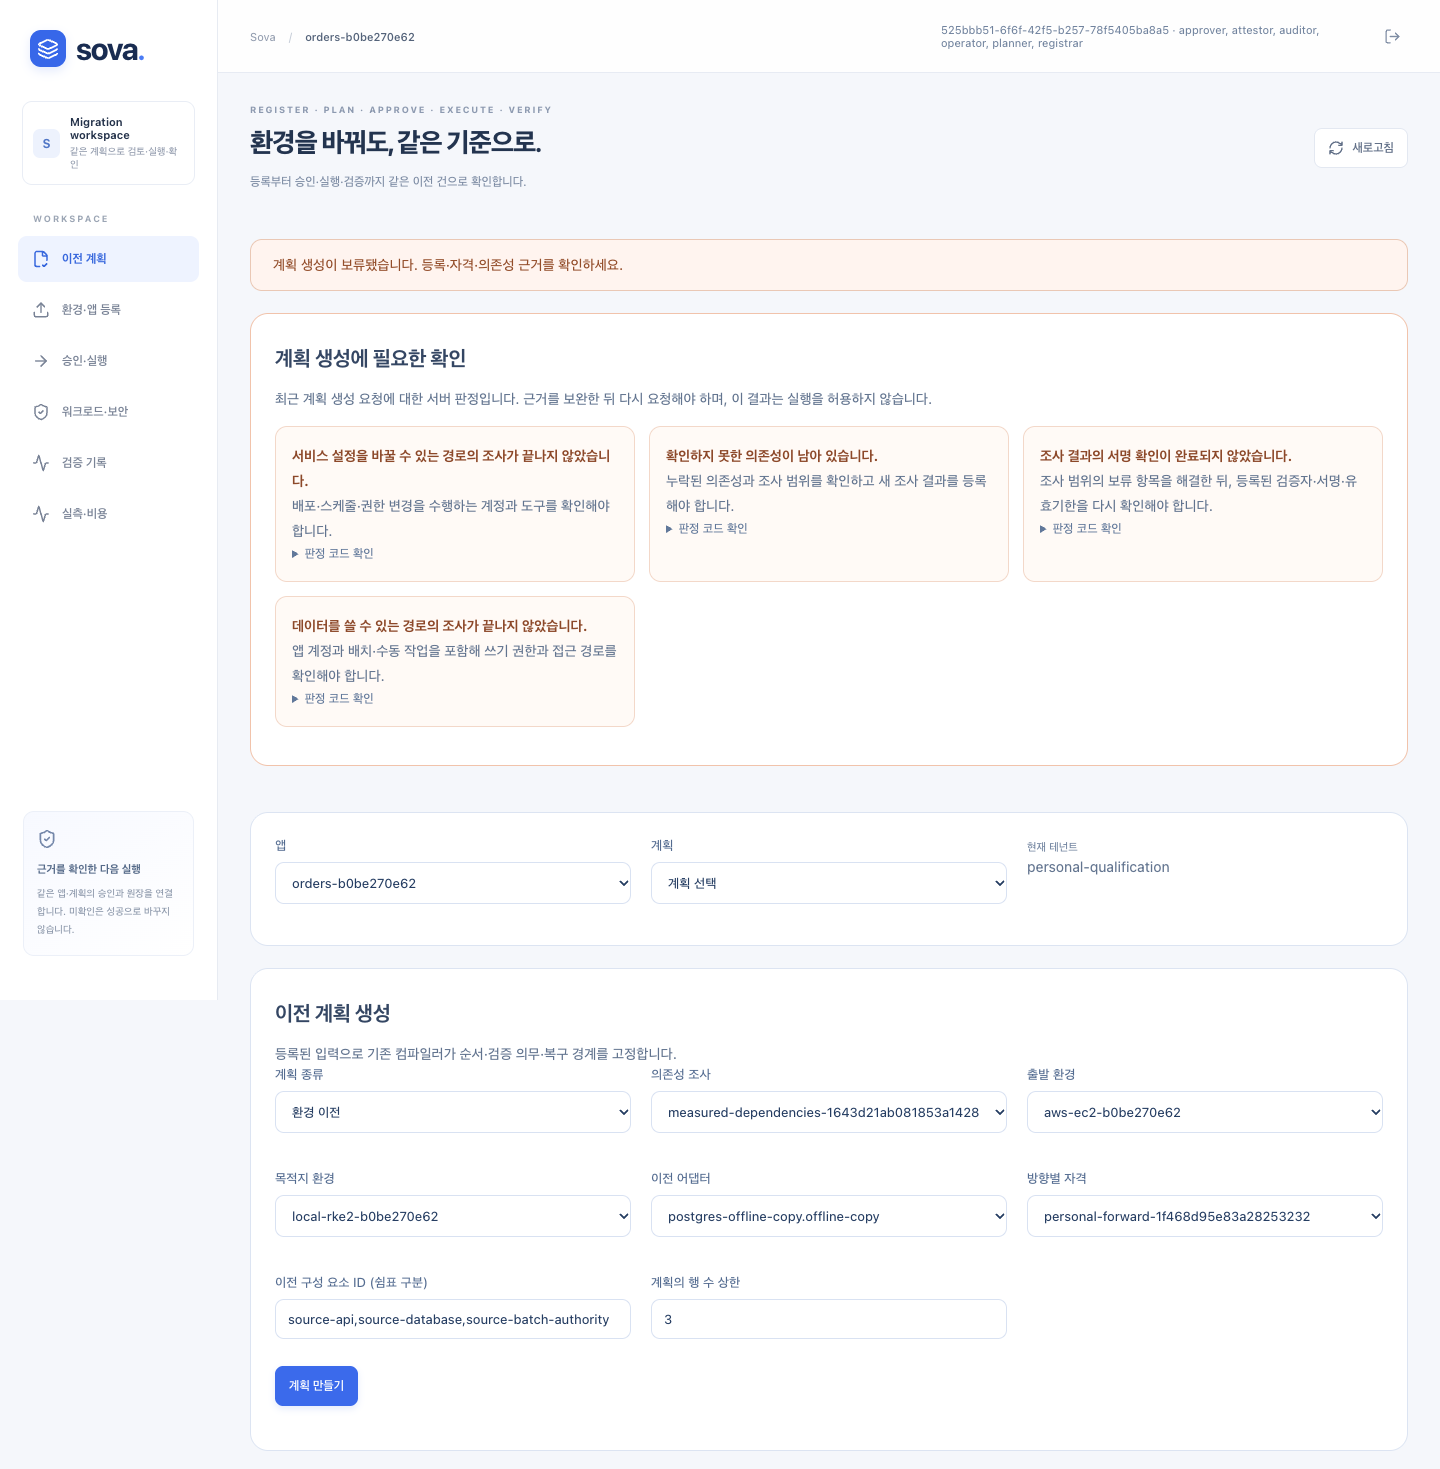 sova.
Migration
workspace
S
같은 계획으로 검토·실행·확
인
WORKSPACE
이전 계획
환경·앱 등록
승인·실행
워크로드·보안
검증 기록
실측·비용
근거를 확인한 다음 실행
같은 앱·계획의 승인과 원장을 연결
합니다. 미확인은 성공으로 바꾸지
않습니다.
Sova / orders-b0be270e62
525bbb51-6f6f-42f5-b257-78f5405ba8a5 · approver, attestor, auditor,
operator, planner, registrar
REGISTER · PLAN · APPROVE · EXECUTE · VERIFY
환경을 바꿔도, 같은 기준으로.
등록부터 승인·실행·검증까지 같은 이전 건으로 확인합니다.
새로고침
계획 생성이 보류됐습니다. 등록·자격·의존성 근거를 확인하세요.
계획 생성에 필요한 확인
최근 계획 생성 요청에 대한 서버 판정입니다. 근거를 보완한 뒤 다시 요청해야 하며, 이 결과는 실행을 허용하지 않습니다.
서비스 설정을 바꿀 수 있는 경로의 조사가 끝나지 않았습니
다.
배포·스케줄·권한 변경을 수행하는 계정과 도구를 확인해야
합니다.
▶ 판정 코드 확인
확인하지 못한 의존성이 남아 있습니다.
누락된 의존성과 조사 범위를 확인하고 새 조사 결과를 등록
해야 합니다.
▶ 판정 코드 확인
조사 결과의 서명 확인이 완료되지 않았습니다.
조사 범위의 보류 항목을 해결한 뒤, 등록된 검증자·서명·유
효기한을 다시 확인해야 합니다.
▶ 판정 코드 확인
데이터를 쓸 수 있는 경로의 조사가 끝나지 않았습니다.
앱 계정과 배치·수동 작업을 포함해 쓰기 권한과 접근 경로를
확인해야 합니다.
▶ 판정 코드 확인
앱
orders-b0be270e62
계획
계획 선택
현재 테넌트
personal-qualification
이전 계획 생성
등록된 입력으로 기존 컴파일러가 순서·검증 의무·복구 경계를 고정합니다.
계획 종류
환경 이전
의존성 조사
measured-dependencies-1643d21ab081853a1428
출발 환경
aws-ec2-b0be270e62
목적지 환경
local-rke2-b0be270e62
이전 어댑터
postgres-offline-copy.offline-copy
방향별 자격
personal-forward-1f468d95e83a28253232
이전 구성 요소 ID (쉼표 구분)
source-api,source-database,source-batch-authority
계획의 행 수 상한
3
계획 만들기